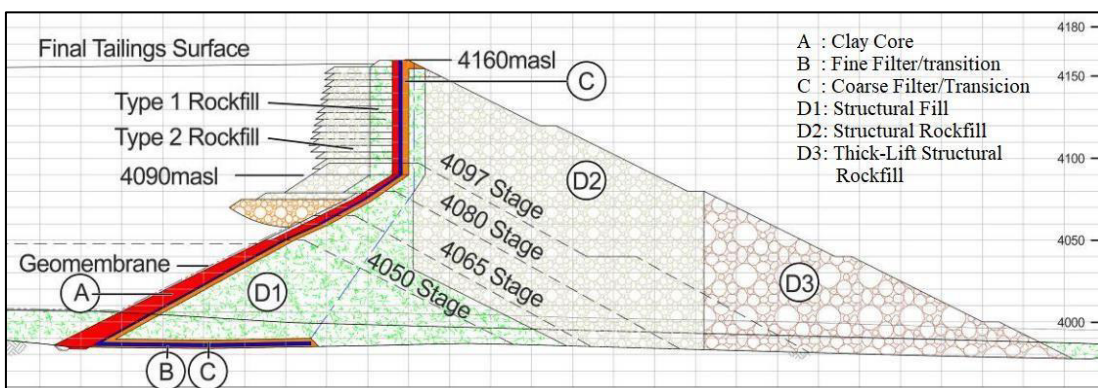 Final Tailings Surface
4160masl
C
Type 1 Rockfill
Type 2 Rockfill
4090masl
Geomembrane
A
D1
B
C
4097 Stage
4080 Stage
4065 Stage
4050 Stage
D2
D3
A : Clay Core
B : Fine Filter/transition
C : Coarse Filter/Transicion
D1: Structural Fill
D2: Structural Rockfill
D3: Thick-Lift Structural
Rockfill
4180
4150
4100
4050
4000